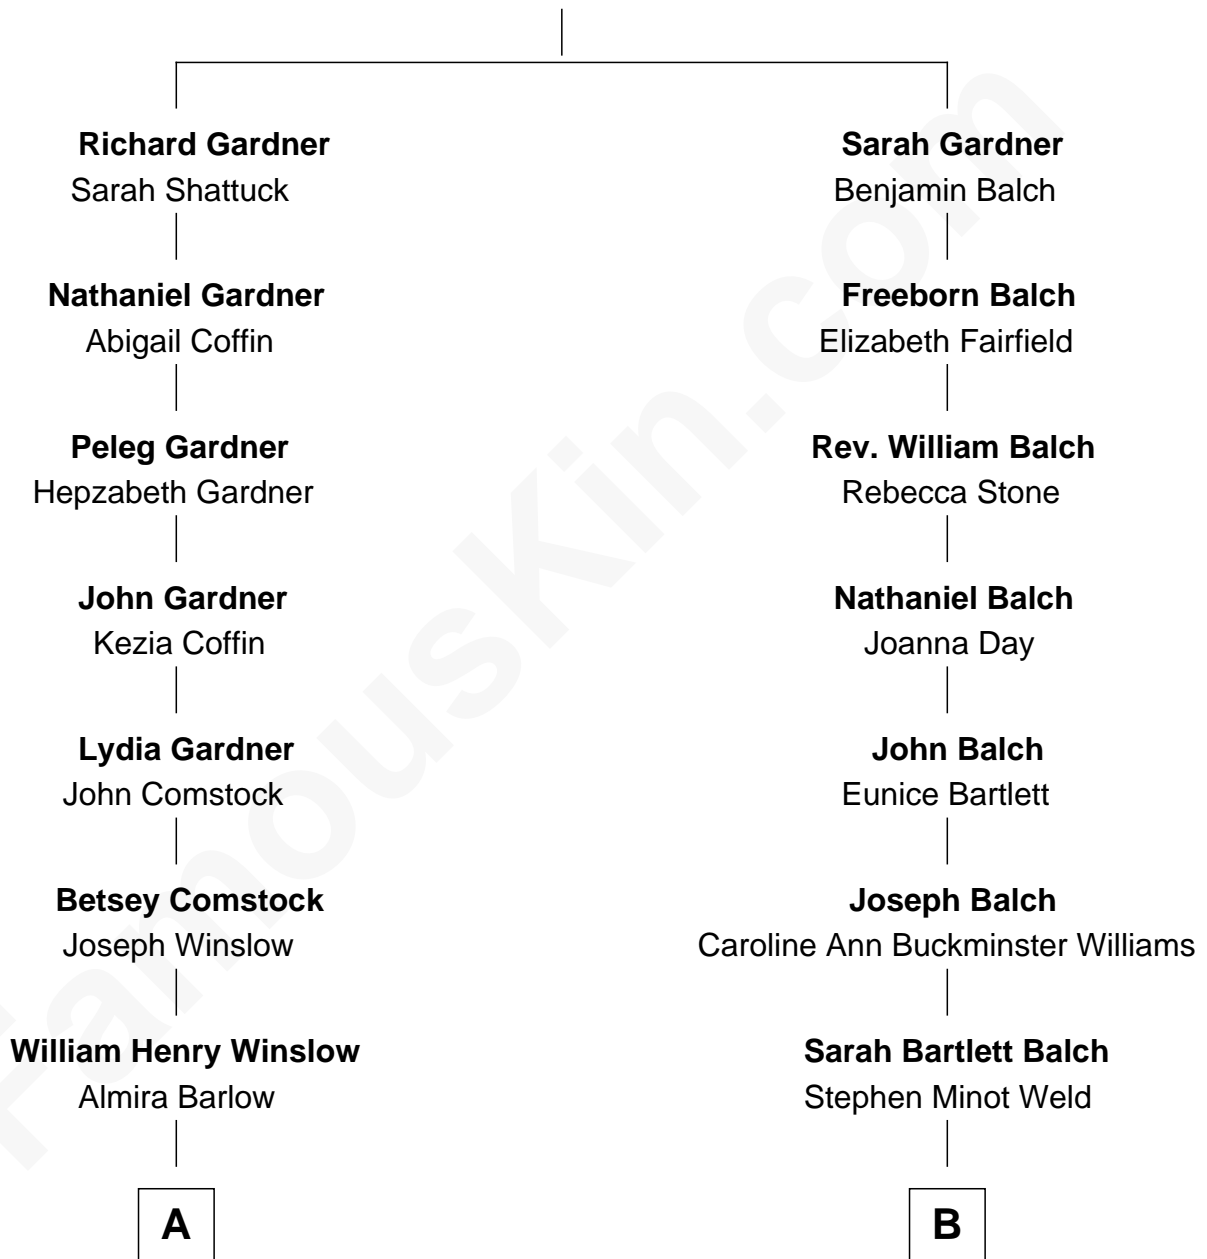 Richard Gardner
Sarah Shattuck
Sarah Gardner
Benjamin Balch
Nathaniel Gardner
Abigail Coffin
Freeborn Balch
Elizabeth Fairfield
Peleg Gardner
Hepzabeth Gardner
Rev. William Balch
Rebecca Stone
John Gardner
Kezia Coffin
Nathaniel Balch
Joanna Day
Lydia Gardner
John Comstock
John Balch
Eunice Bartlett
Betsey Comstock
Joseph Winslow
Joseph Balch
Caroline Ann Buckminster Williams
William Henry Winslow
Almira Barlow
Sarah Bartlett Balch
Stephen Minot Weld
A
B
FamousKin.com